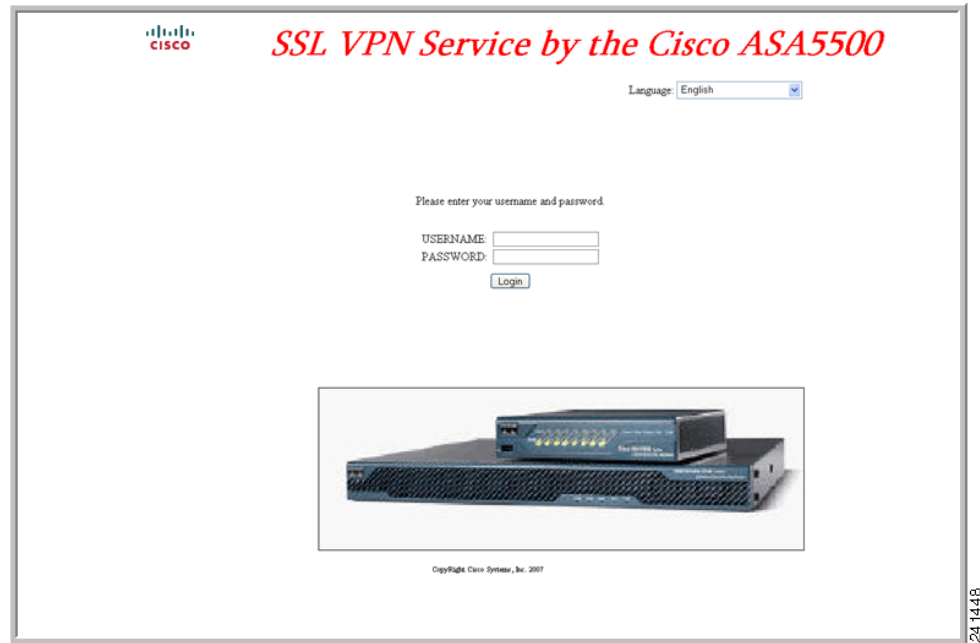 CISCO
SSL VPN Service by the Cisco ASA5500
Language: English
Please enter your username and password.
USERNAME:
PASSWORD:
Login
CopyRight Cisco Systems, Inc. 2007
241448